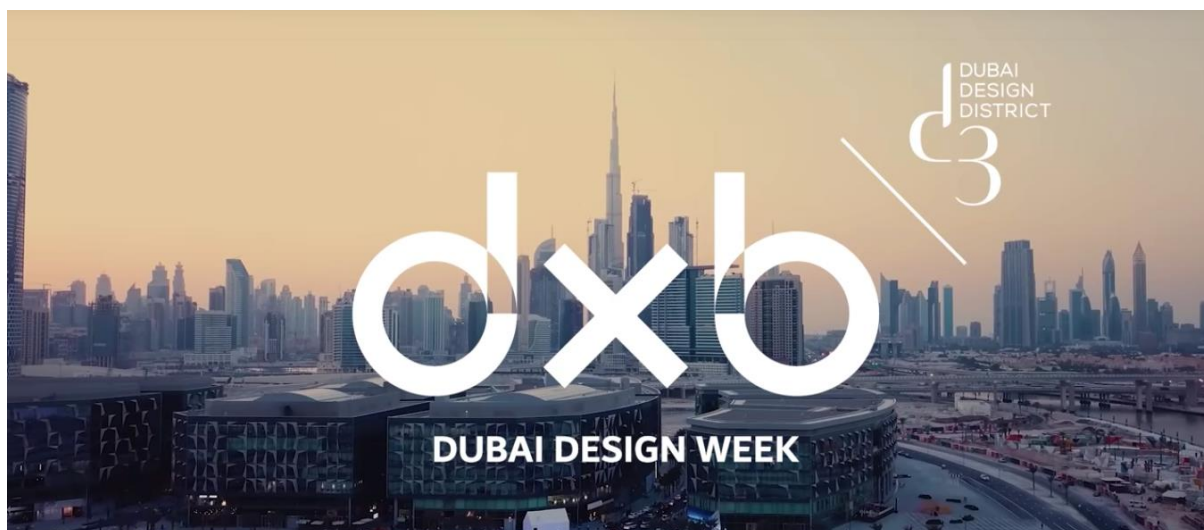 DUBAI
DESIGN
DISTRICT
d3
dxb
DUBAI DESIGN WEEK